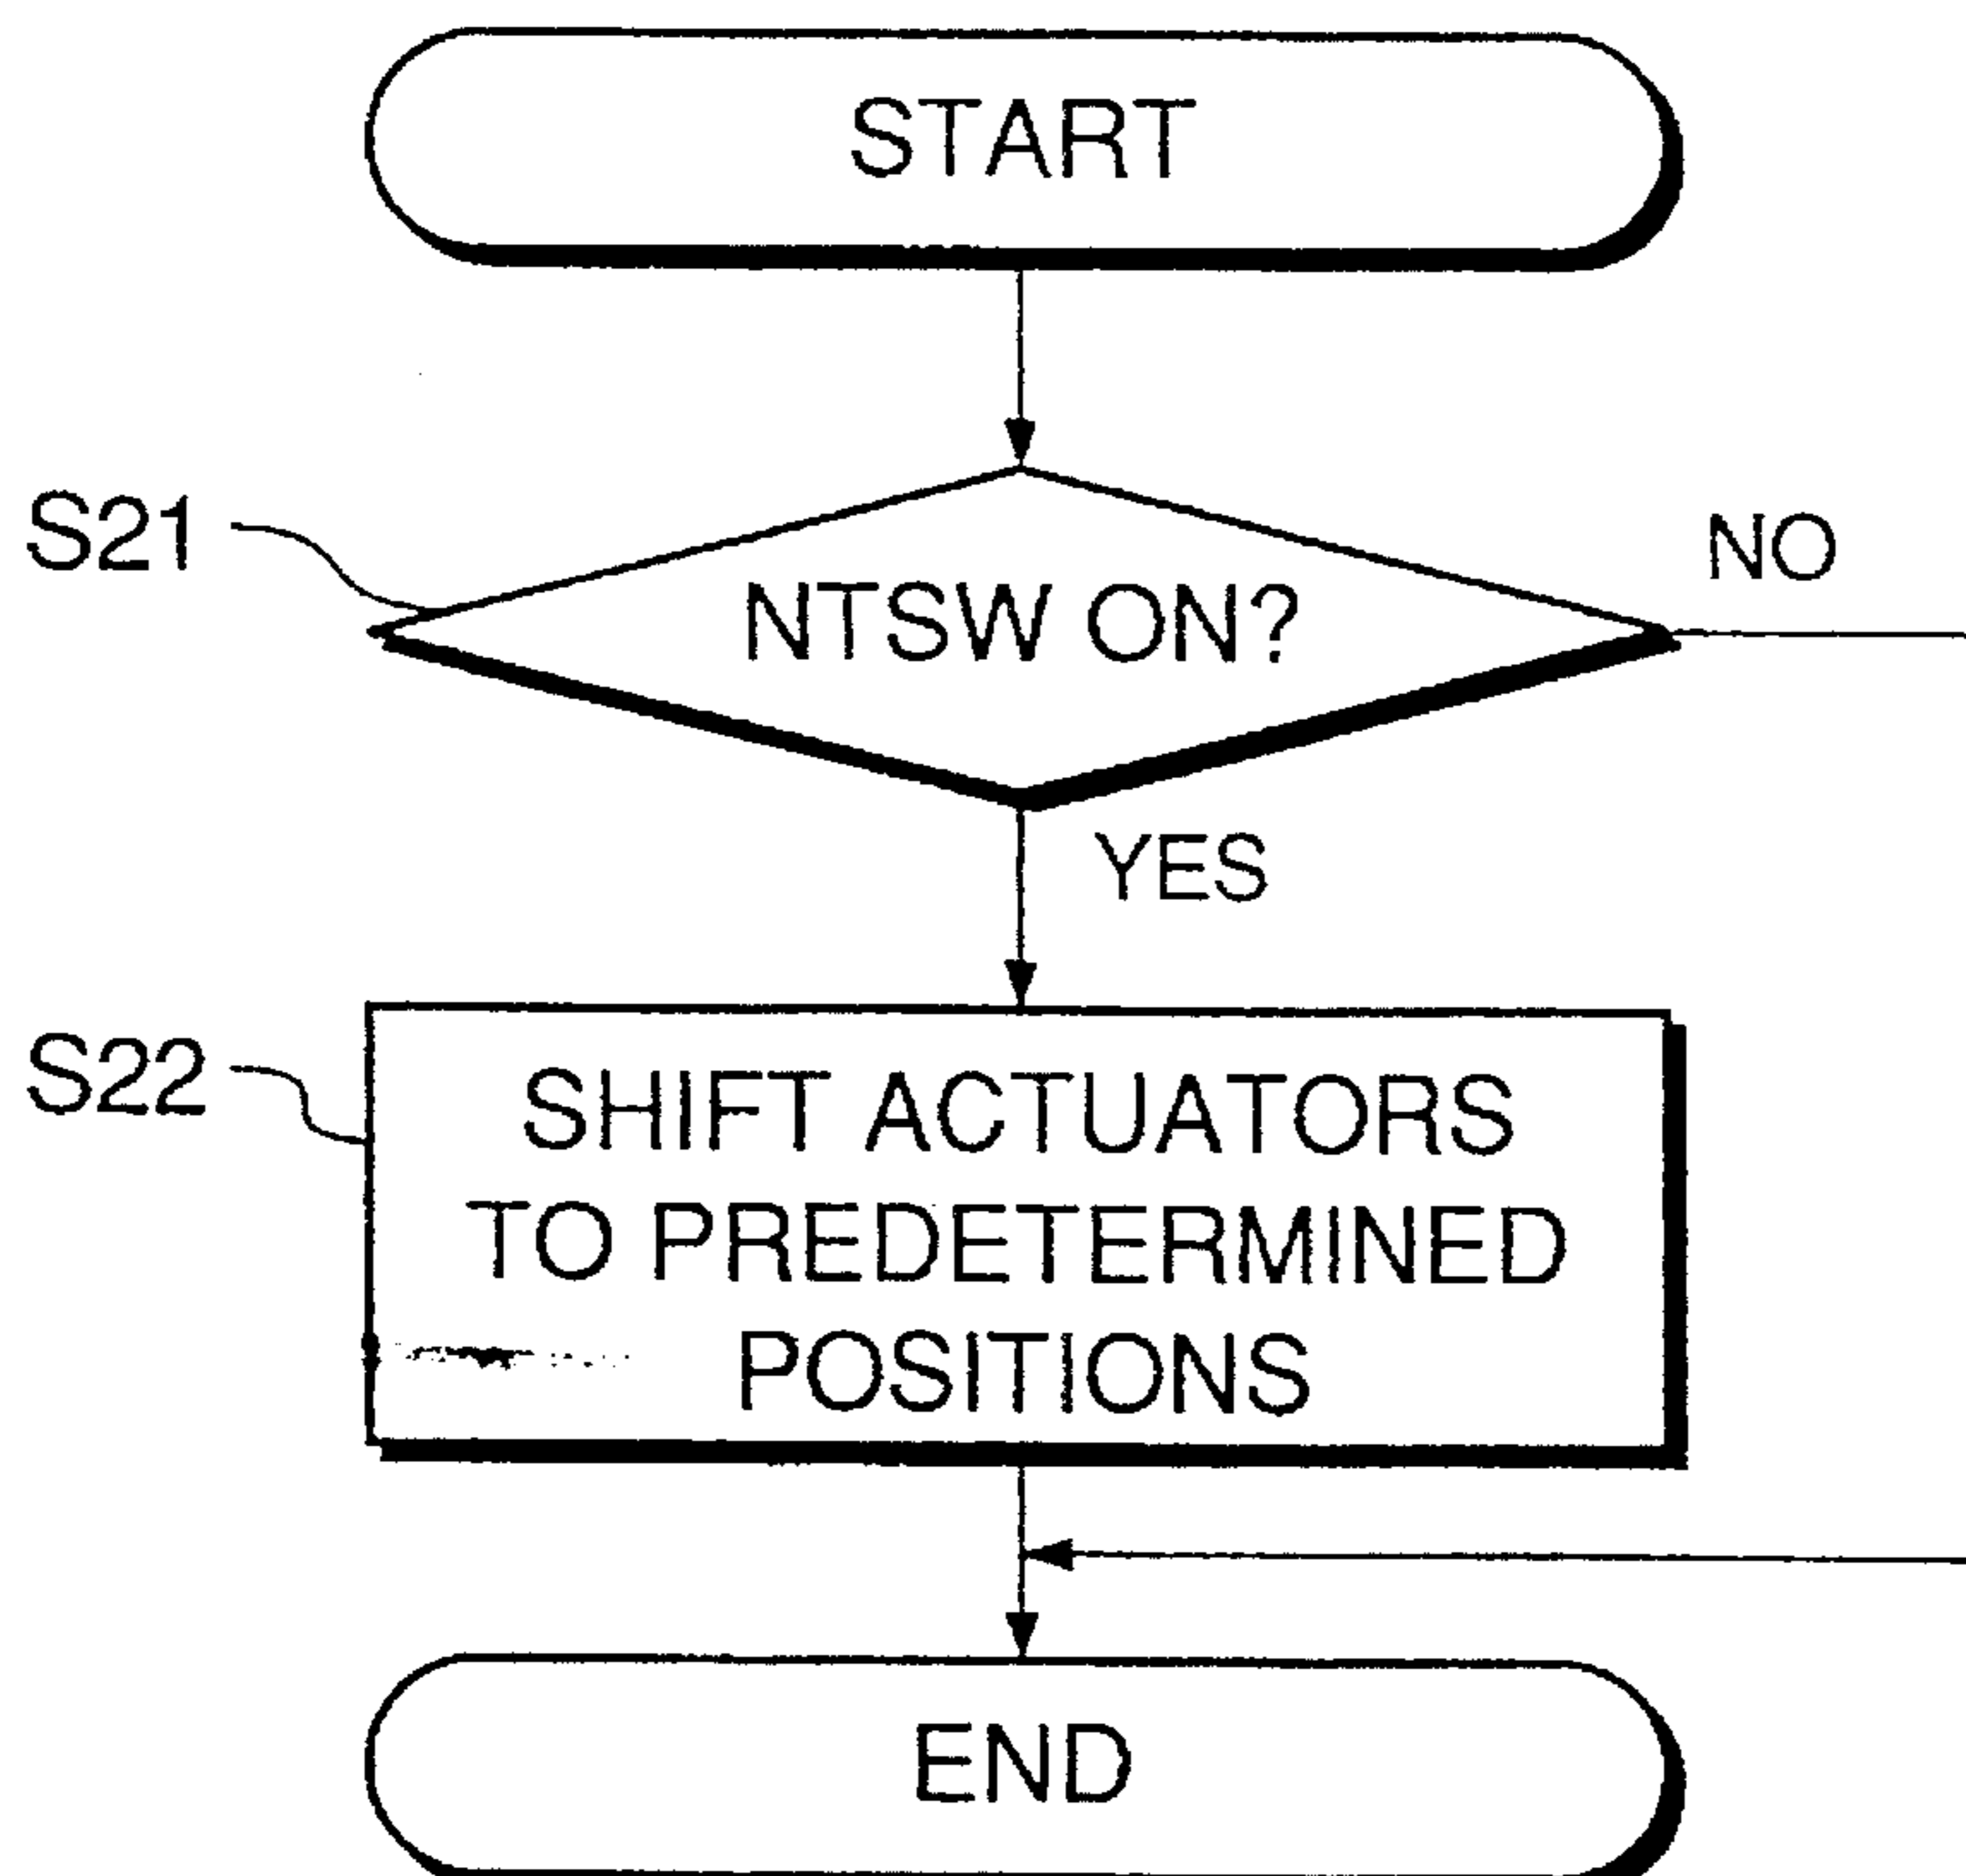 START
S21
NTSW ON?
NO
YES
S22
SHIFT ACTUATORS
TO PREDETERMINED
POSITIONS
END